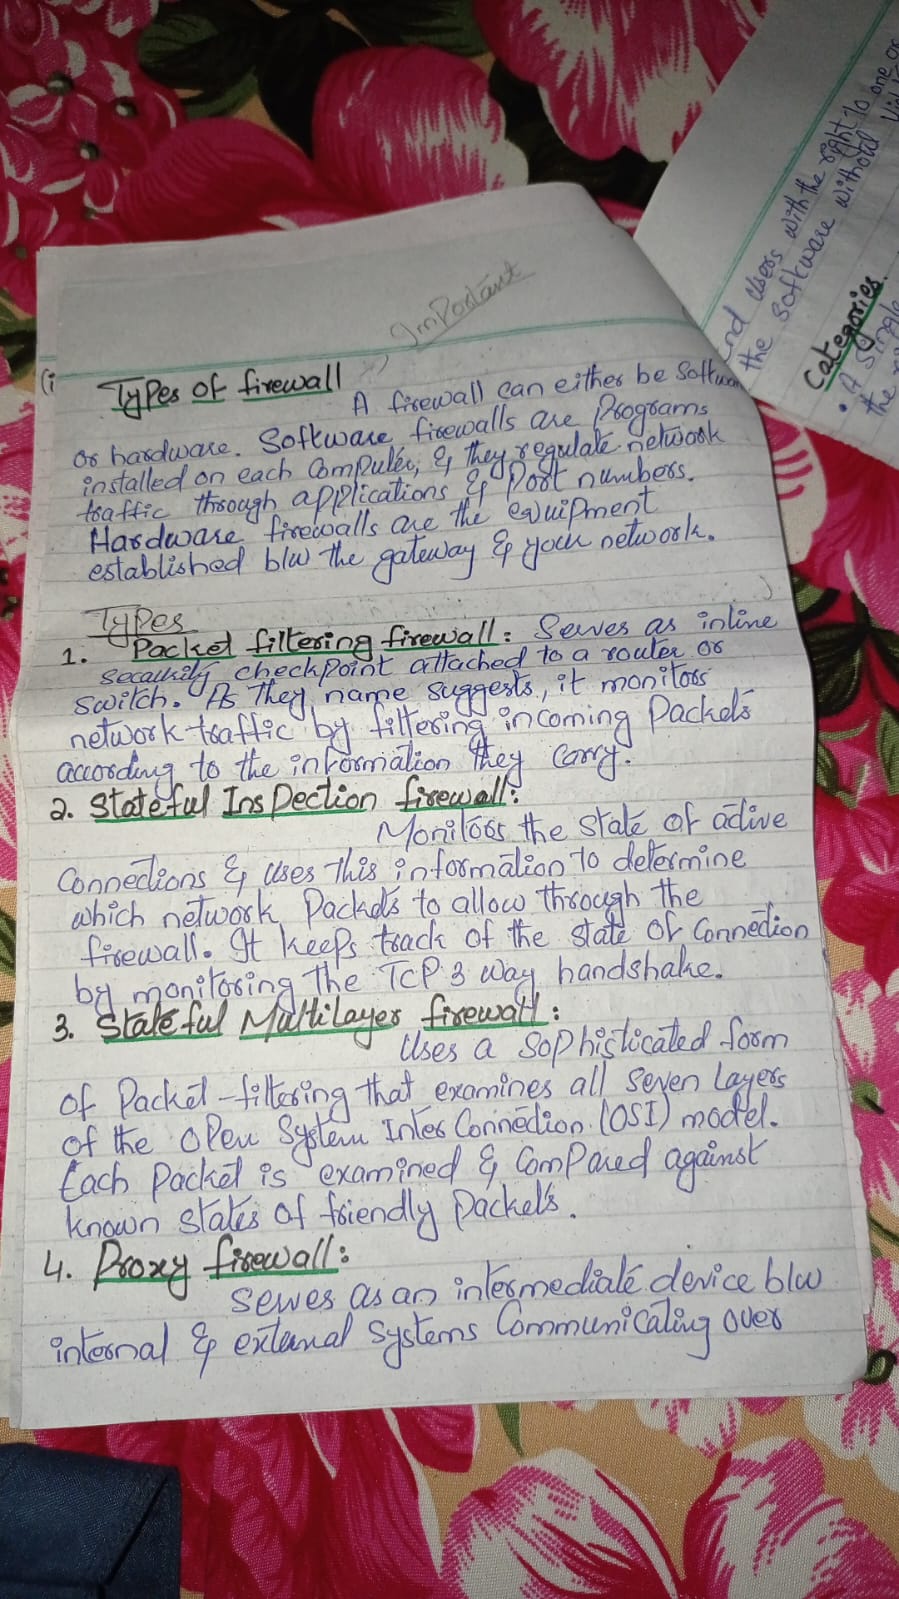 Important
(i
Types of firewall
A firewall can either be Softwar
or hardware. Software firewalls are Programs
installed on each Computer, & they regulate network
traffic through applications & Port numbers.
Hardware firewalls are the equipment
established b/w the gateway & your network.
Types
1. Packet filtering firewall: Serves as inline
security checkpoint attached to a router or
switch. As they name suggests, it monitors
network traffic by filtering incoming Packets
according to the information they carry.
2. Stateful Inspection firewall:
Monitors the state of active
Connections & uses this information to determine
which network Packets to allow through the
firewall. It keeps track of the state of Connection
by monitoring the TCP 3 way handshake.
3. Stateful Multilayer firewall:
Uses a sophisticated form
of Packet-filtering that examines all seven layers
of the Open System Inter Connection (OSI) model.
Each packet is examined & Compared against
known states of friendly packets.
4. Proxy firewall:
Serves as an intermediate device b/w
internal & external systems Communicating over
end users with the right to one or
the software without
Categories.
• A single
the